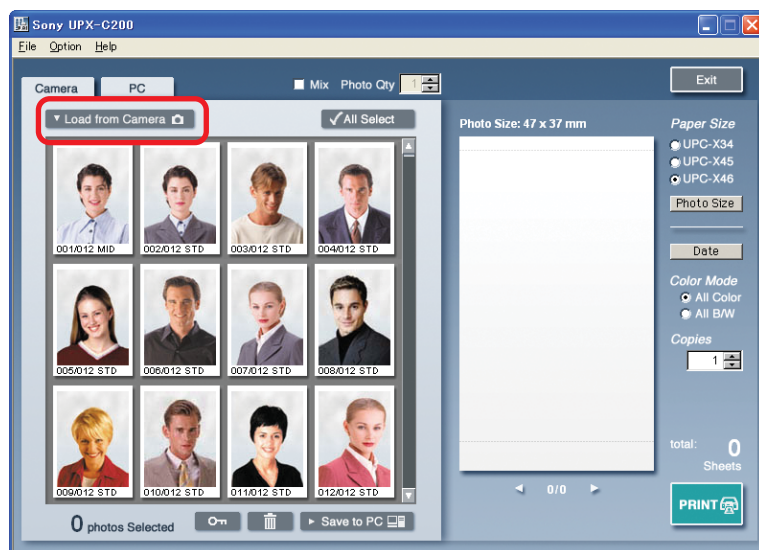 Sony UPX-C200
File Option Help
Camera PC
Mix Photo Qty 1
Exit
Load from Camera
All Select
Photo Size: 47 x 37 mm
Paper Size
UPC-X34
UPC-X45
UPC-X46
Photo Size
Date
Color Mode
All Color
All B/W
Copies
1
001/012 MID
002/012 STD
003/012 STD
004/012 STD
005/012 STD
006/012 STD
007/012 STD
008/012 STD
009/012 STD
010/012 STD
011/012 STD
012/012 STD
0/0
total: 0
Sheets
PRINT
0 photos Selected
Save to PC